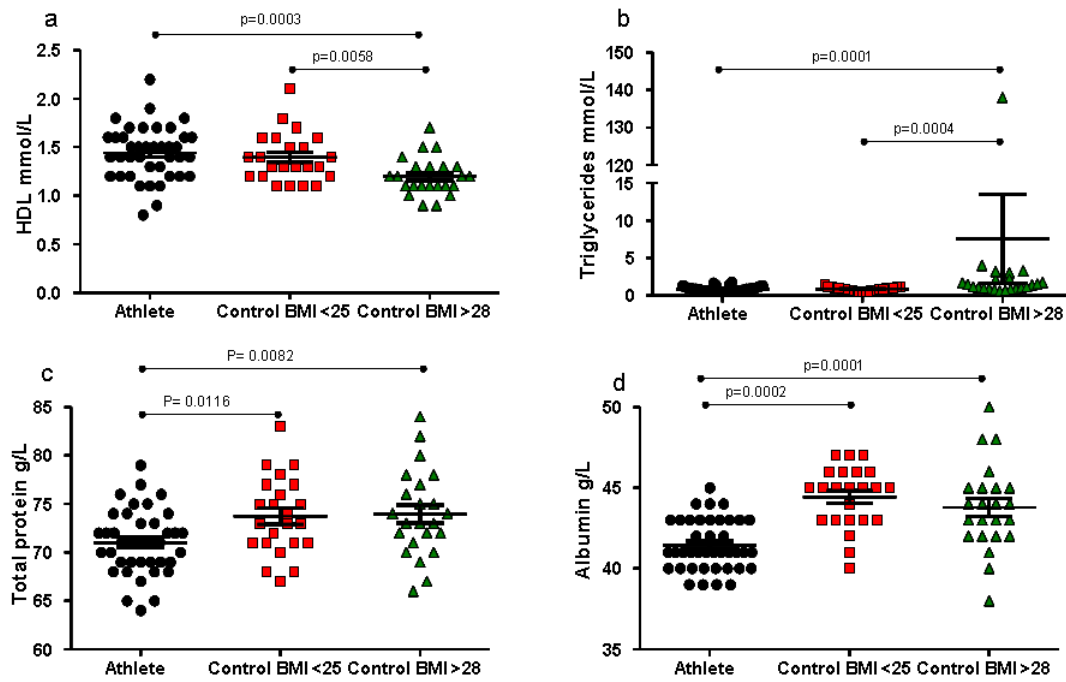 a
p=0.0003
p=0.0058
HDL mmol/L
2.5
2.0
1.5
1.0
0.5
0.0
Athlete
Control BMI <25
Control BMI >28
b
p=0.0001
p=0.0004
Triglycerides mmol/L
150
140
130
120
15
10
5
0
Athlete
Control BMI <25
Control BMI >28
c
P= 0.0082
P= 0.0116
Total protein g/L
85
80
75
70
65
60
Athlete
Control BMI <25
Control BMI >28
d
p=0.0001
p=0.0002
Albumin g/L
50
45
40
35
Athlete
Control BMI <25
Control BMI >28